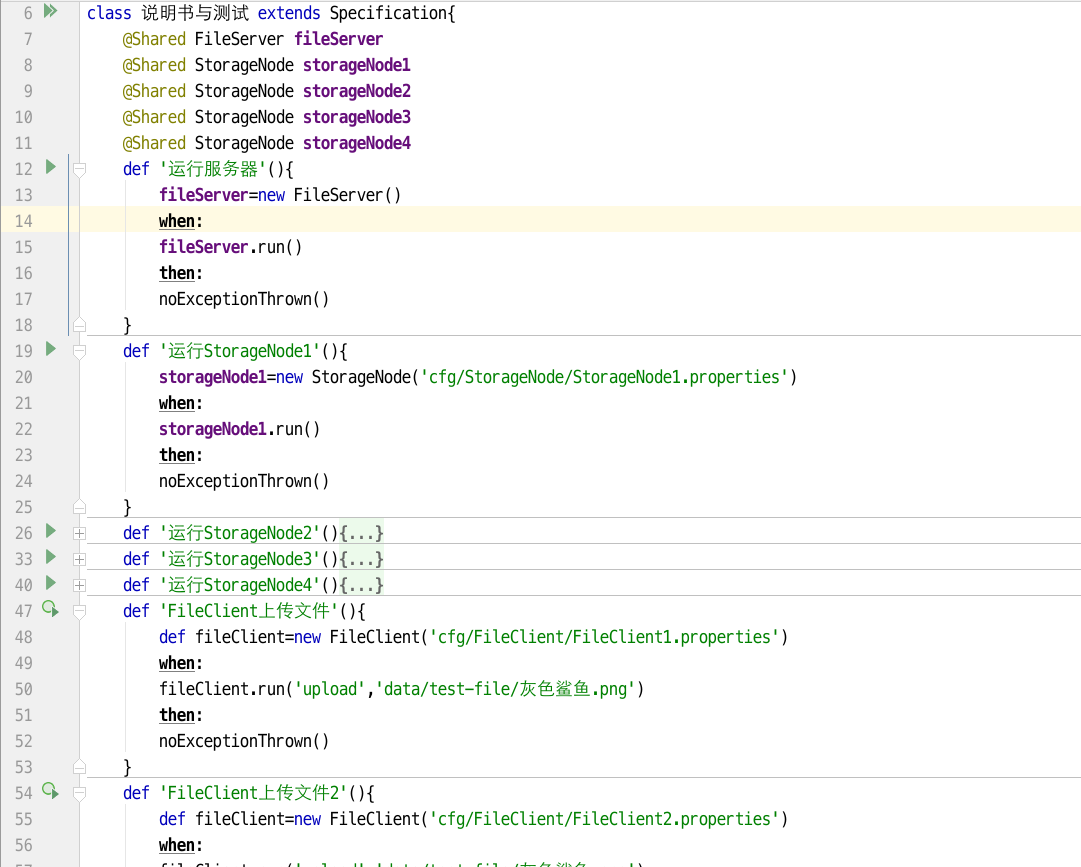 6 class 说明书与测试 extends Specification{
7 @Shared FileServer fileServer
8 @Shared StorageNode storageNode1
9 @Shared StorageNode storageNode2
10 @Shared StorageNode storageNode3
11 @Shared StorageNode storageNode4
12 def '运行服务器'(){
13 fileServer=new FileServer()
14 when:
15 fileServer.run()
16 then:
17 noExceptionThrown()
18 }
19 def '运行StorageNode1'(){
20 storageNode1=new StorageNode('cfg/StorageNode/StorageNode1.properties')
21 when:
22 storageNode1.run()
23 then:
24 noExceptionThrown()
25 }
26 def '运行StorageNode2'(){...}
33 def '运行StorageNode3'(){...}
40 def '运行StorageNode4'(){...}
47 def 'FileClient上传文件'(){
48 def fileClient=new FileClient('cfg/FileClient/FileClient1.properties')
49 when:
50 fileClient.run('upload','data/test-file/灰色鲨鱼.png')
51 then:
52 noExceptionThrown()
53 }
54 def 'FileClient上传文件2'(){
55 def fileClient=new FileClient('cfg/FileClient/FileClient2.properties')
56 when: